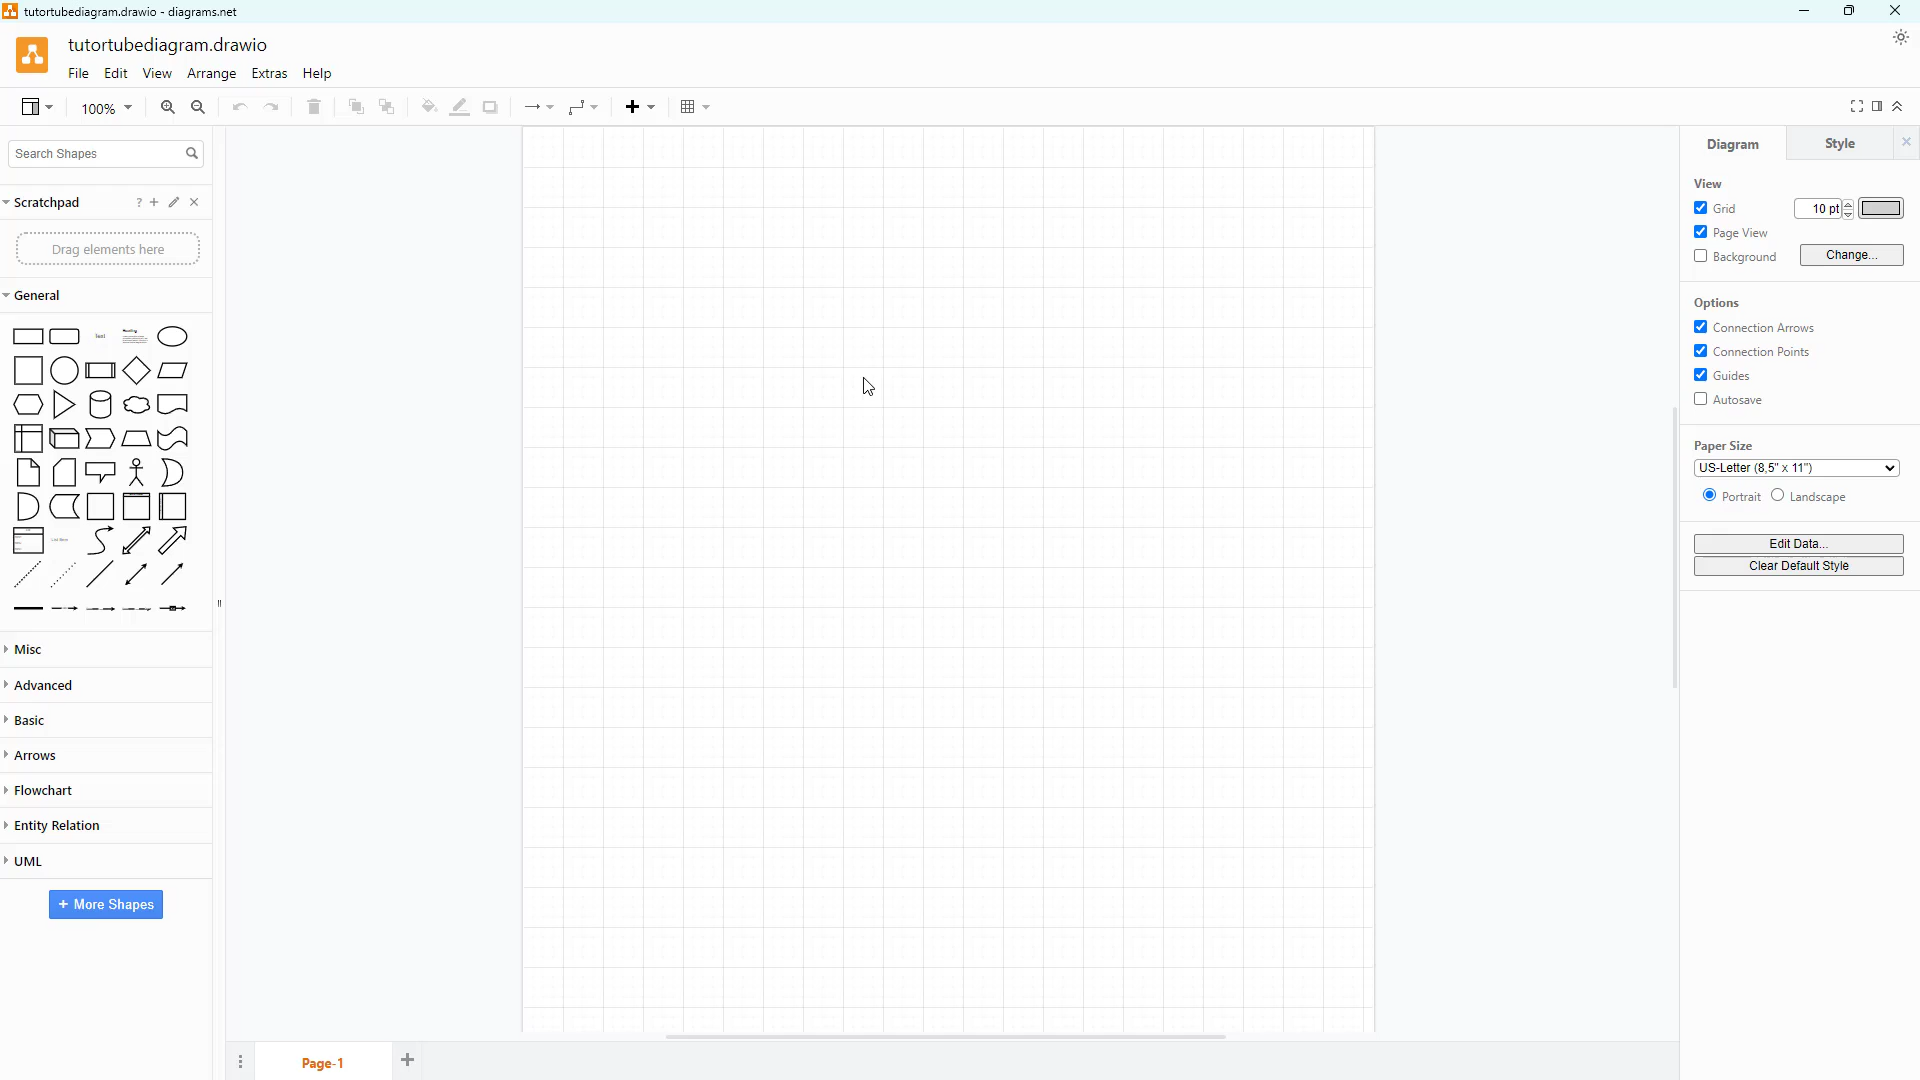 tutortubediagram.drawio - diagrams.net
tutortubediagram.drawio
File Edit View Arrange Extras Help
100%
Search Shapes
Scratchpad ?
Drag elements here
General
Text
Heading
Misc
Advanced
Basic
Arrows
Flowchart
Entity Relation
UML
+ More Shapes
Page-1
Diagram Style
View
Grid 10 pt
Page View
Background Change...
Options
Connection Arrows
Connection Points
Guides
Autosave
Paper Size
US-Letter (8,5" x 11")
Portrait Landscape
Edit Data...
Clear Default Style